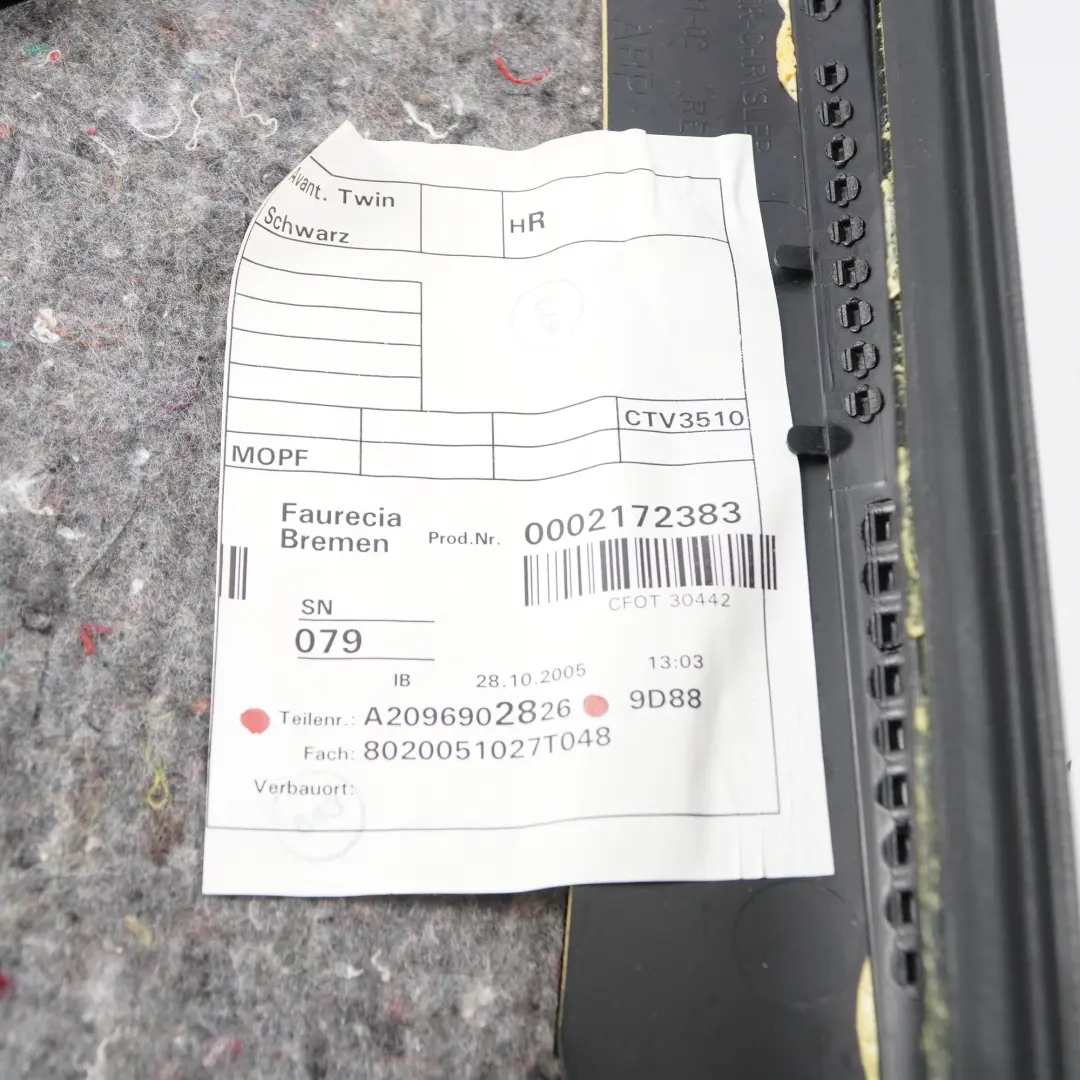 Avant. Twin
Schwarz
HR
CTV3510
MOPF
Faurecia
Bremen
Prod.Nr. 0002172383
CFOT 30442
SN
079
IB 28.10.2005 13:03
Teilenr.: A2096902826 9D88
Fach: 8020051027T048
Verbauort: